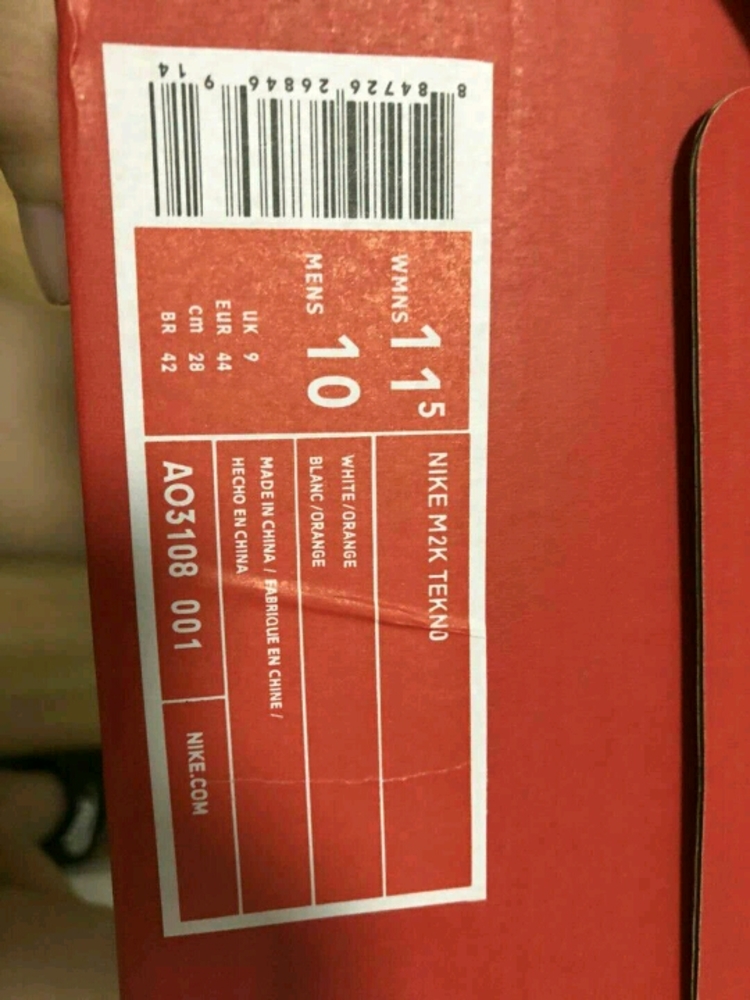 8 84726 26846 9 14
WMNS 11.5
MENS 10
UK 9
EUR 44
cm 28
BR 42
NIKE M2K TEKNO
WHITE/ORANGE
BLANC/ORANGE
MADE IN CHINA / FABRIQUE EN CHINE /
HECHO EN CHINA
AO3108 001
NIKE.COM